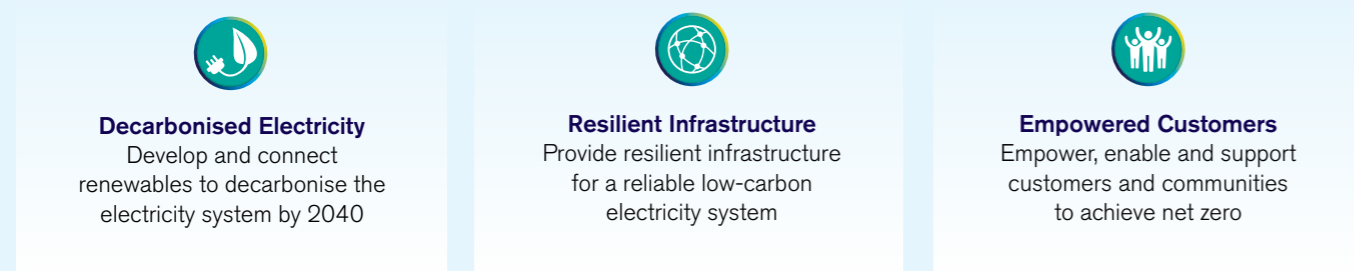 Decarbonised Electricity
Develop and connect
renewables to decarbonise the
electricity system by 2040
Resilient Infrastructure
Provide resilient infrastructure
for a reliable low-carbon
electricity system
Empowered Customers
Empower, enable and support
customers and communities
to achieve net zero